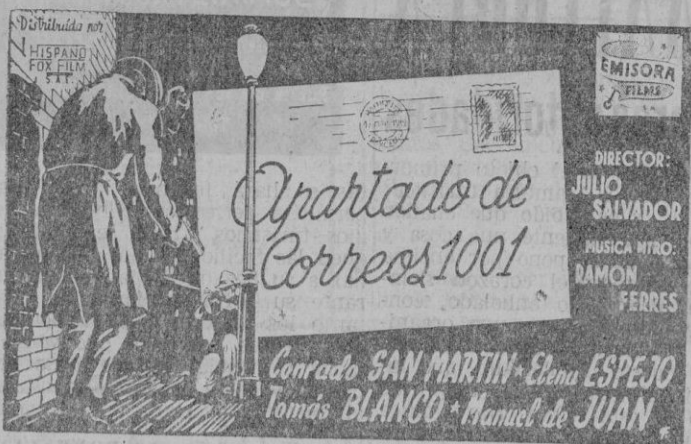 Distribuída por
HISPANO
FOX FILM
S.A.E.
EMISORA
FILMS
Apartado de
Correos 1001
DIRECTOR:
JULIO
SALVADOR
MUSICA MTRO:
RAMON
FERRES
Conrado SAN MARTIN * Elena ESPEJO
Tomás BLANCO * Manuel de JUAN